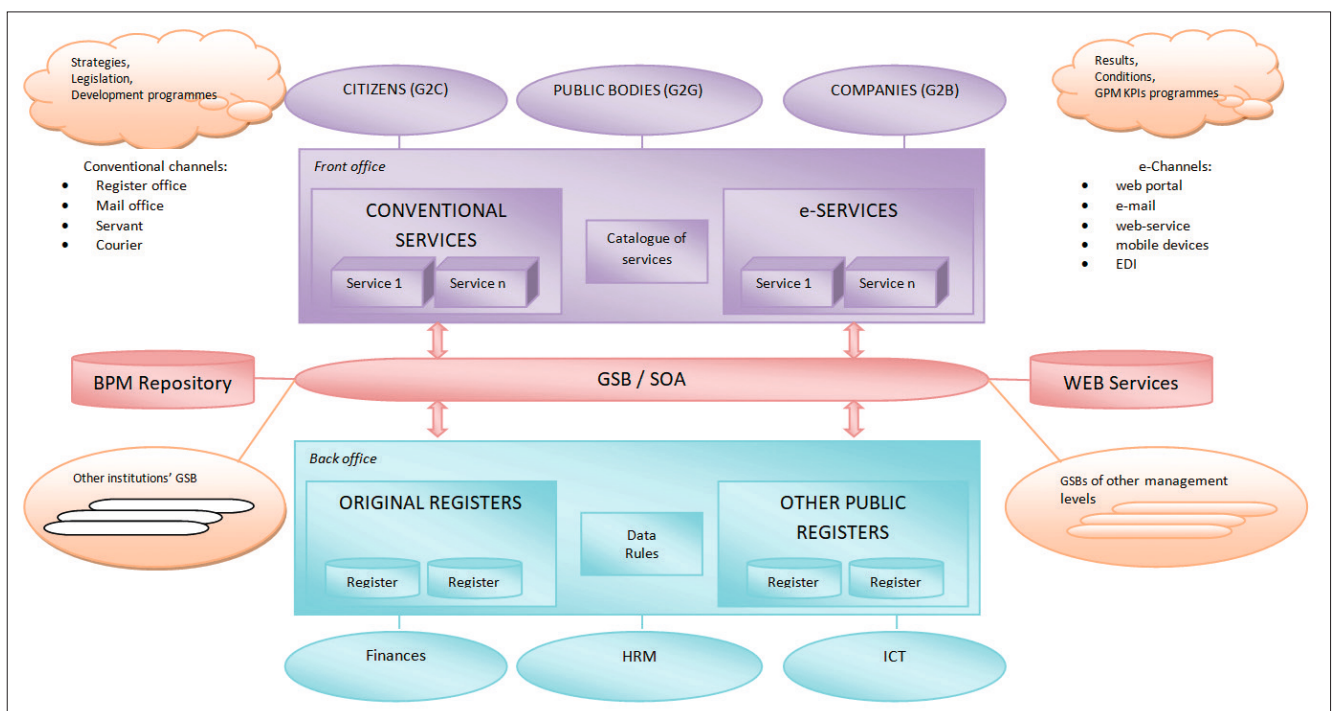 Strategies,
Legislation,
Development programmes
CITIZENS (G2C)
PUBLIC BODIES (G2G)
COMPANIES (G2B)
Results,
Conditions,
GPM KPIs programmes
Conventional channels:
• Register office
• Mail office
• Servant
• Courier
Front office
CONVENTIONAL
SERVICES
Service 1
Service n
Catalogue of
services
e-SERVICES
Service 1
Service n
e-Channels:
• web portal
• e-mail
• web-service
• mobile devices
• EDI
BPM Repository
GSB / SOA
WEB Services
Other institutions’ GSB
Back office
ORIGINAL REGISTERS
Register
Register
Data
Rules
OTHER PUBLIC
REGISTERS
Register
Register
GSBs of other management
levels
Finances
HRM
ICT